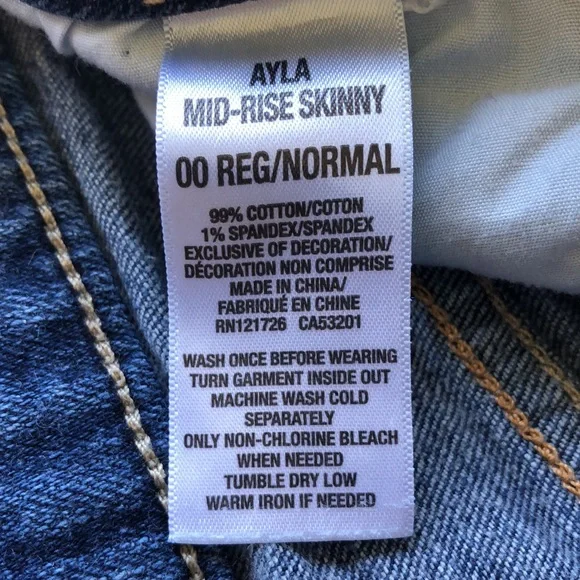 AYLA
MID-RISE SKINNY
00 REG/NORMAL
99% COTTON/COTON
1% SPANDEX/SPANDEX
EXCLUSIVE OF DECORATION/
DÉCORATION NON COMPRISE
MADE IN CHINA/
FABRIQUÉ EN CHINE
RN121726 CA53201
WASH ONCE BEFORE WEARING
TURN GARMENT INSIDE OUT
MACHINE WASH COLD
SEPARATELY
ONLY NON-CHLORINE BLEACH
WHEN NEEDED
TUMBLE DRY LOW
WARM IRON IF NEEDED